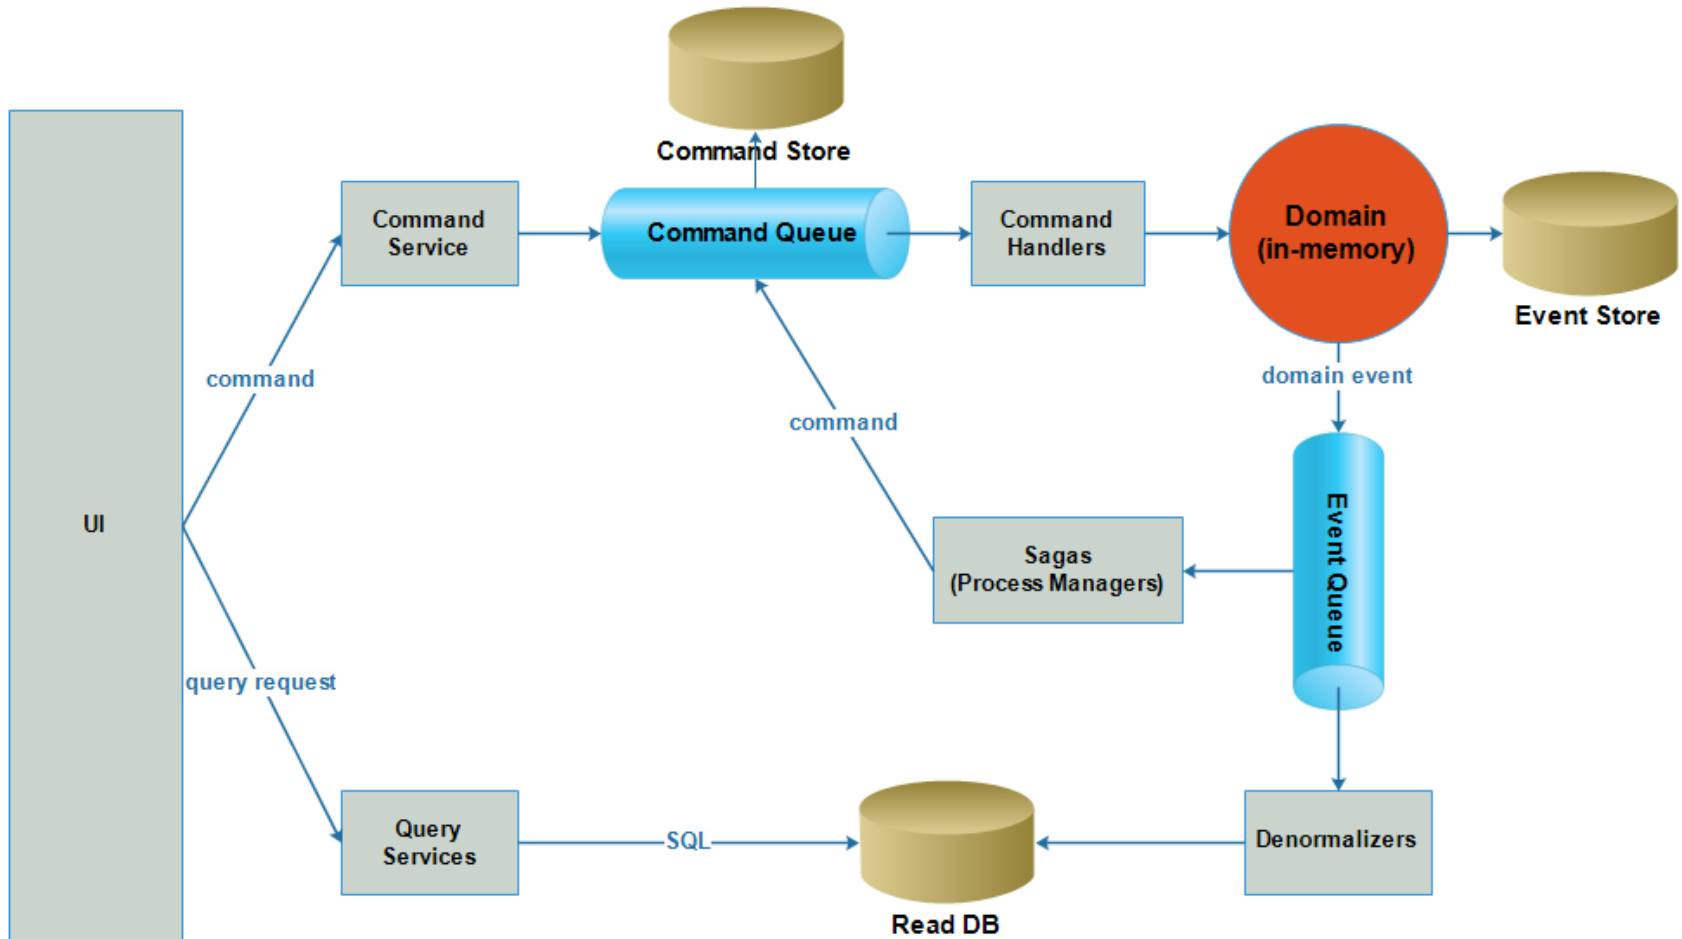 Command Store
Command
Service
Command Queue
Command
Handlers
Domain
(in-memory)
Event Store
command
domain event
command
UI
Sagas
(Process Managers)
Event Queue
query request
Query
Services
SQL
Denormalizers
Read DB